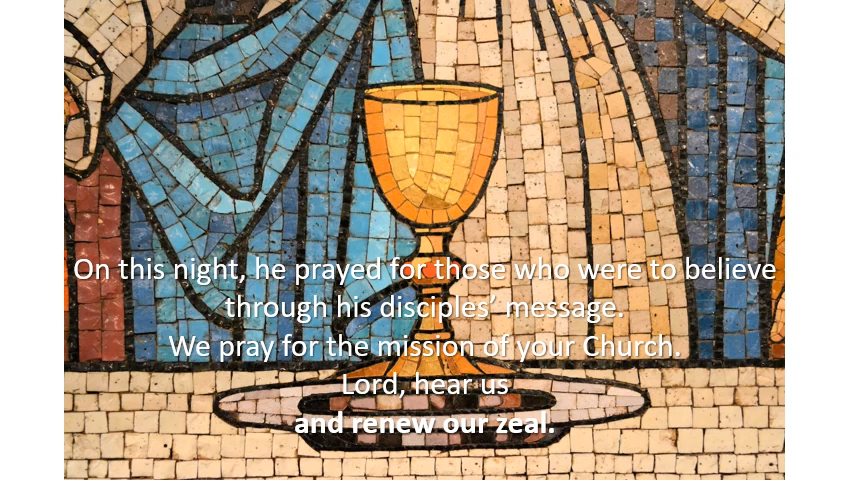 On this night, he prayed for those who were to believe
through his disciples’ message.
We pray for the mission of your Church.
Lord, hear us
and renew our zeal.